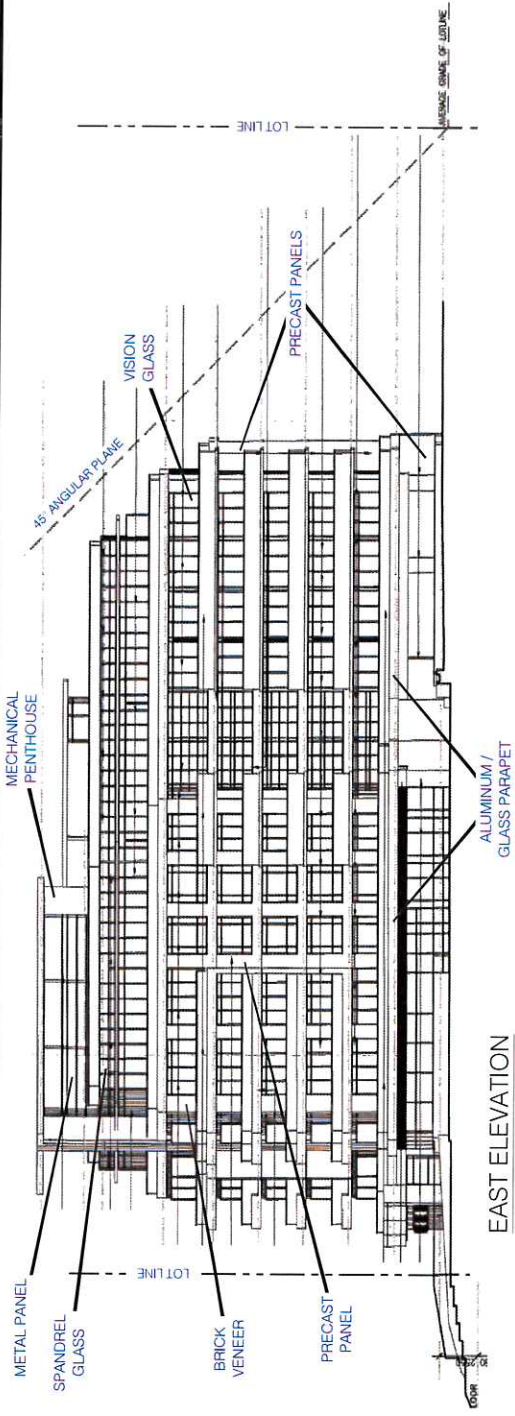 METAL PANEL
SPANDREL
GLASS
MECHANICAL
PENTHOUSE
45° ANGULAR PLANE
VISION
GLASS
PRECAST PANELS
LOT LINE
AVERAGE GRADE OF LOTLINE
LOT LINE
BRICK
VENEER
PRECAST
PANEL
ALUMINUM /
GLASS PARAPET
EAST ELEVATION